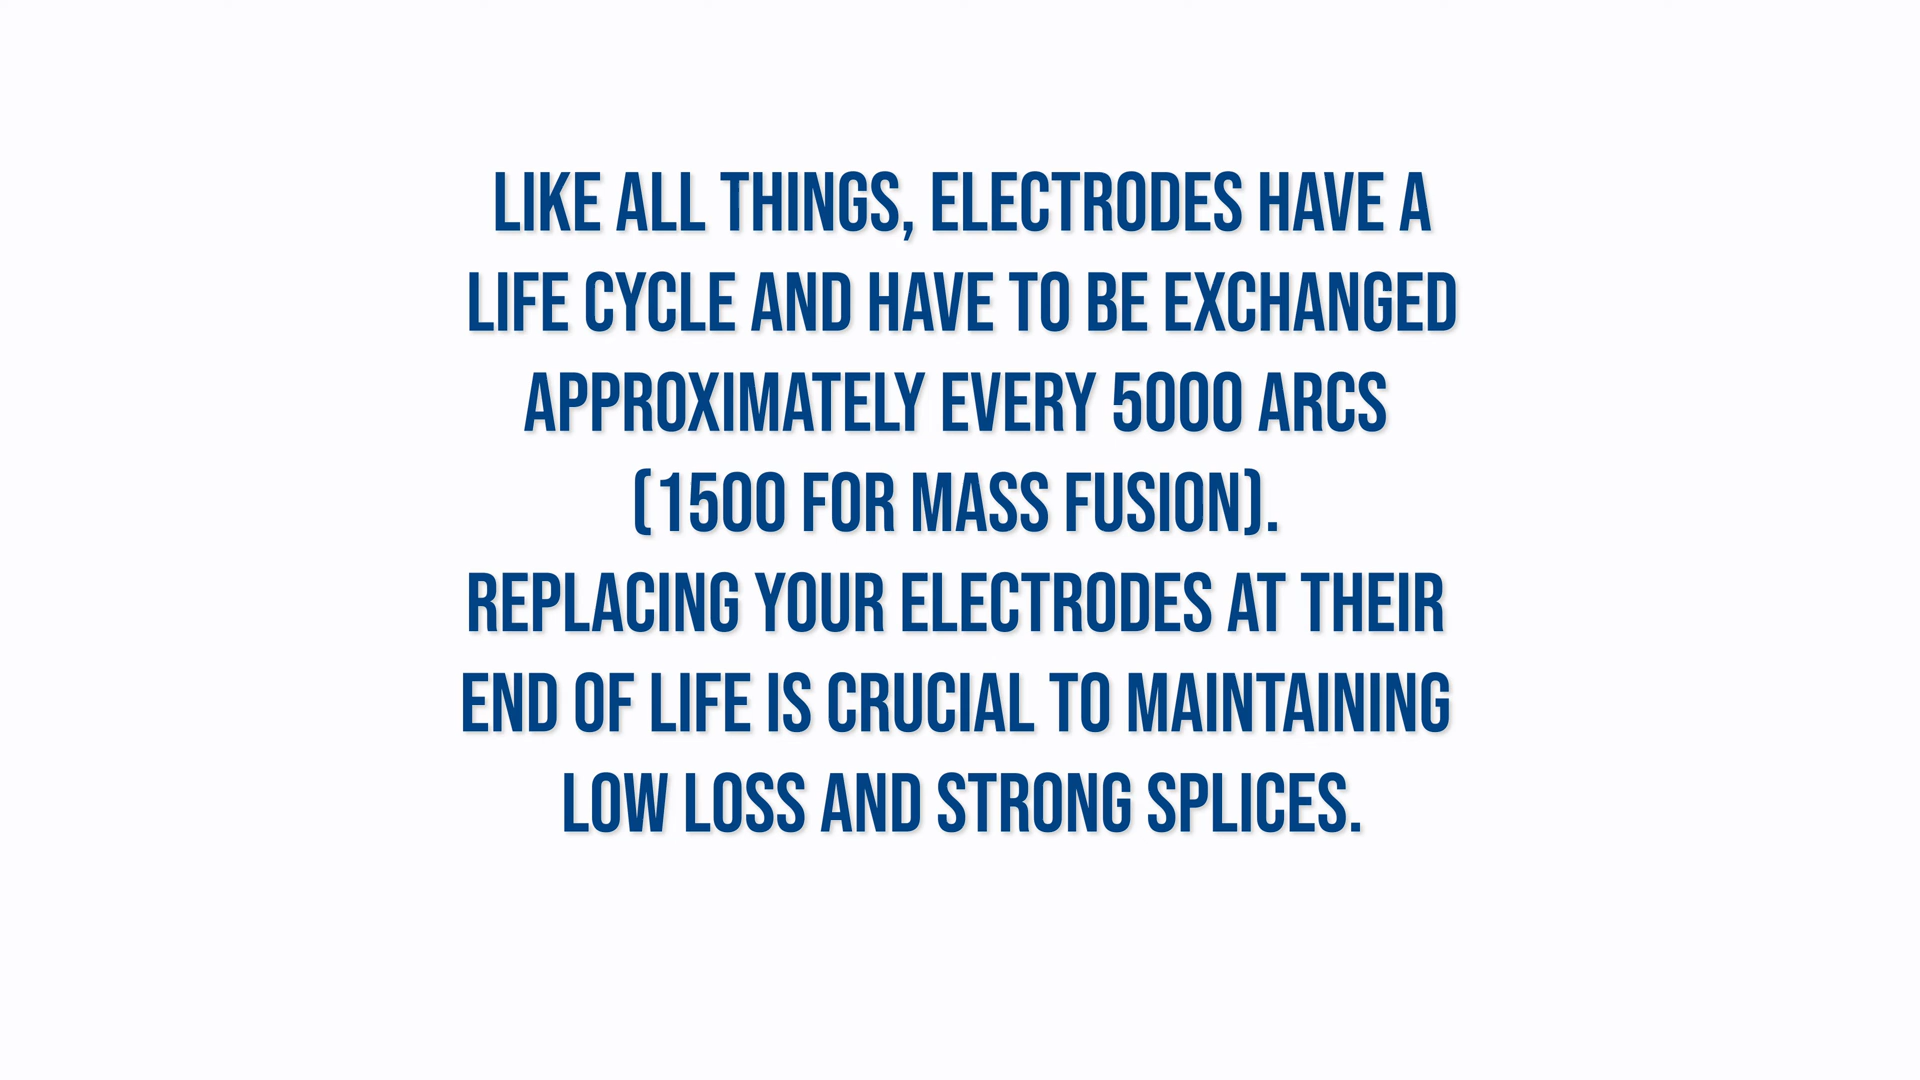 LIKE ALL THINGS, ELECTRODES HAVE A
LIFE CYCLE AND HAVE TO BE EXCHANGED
APPROXIMATELY EVERY 5000 ARCS
(1500 FOR MASS FUSION).
REPLACING YOUR ELECTRODES AT THEIR
END OF LIFE IS CRUCIAL TO MAINTAINING
LOW LOSS AND STRONG SPLICES.